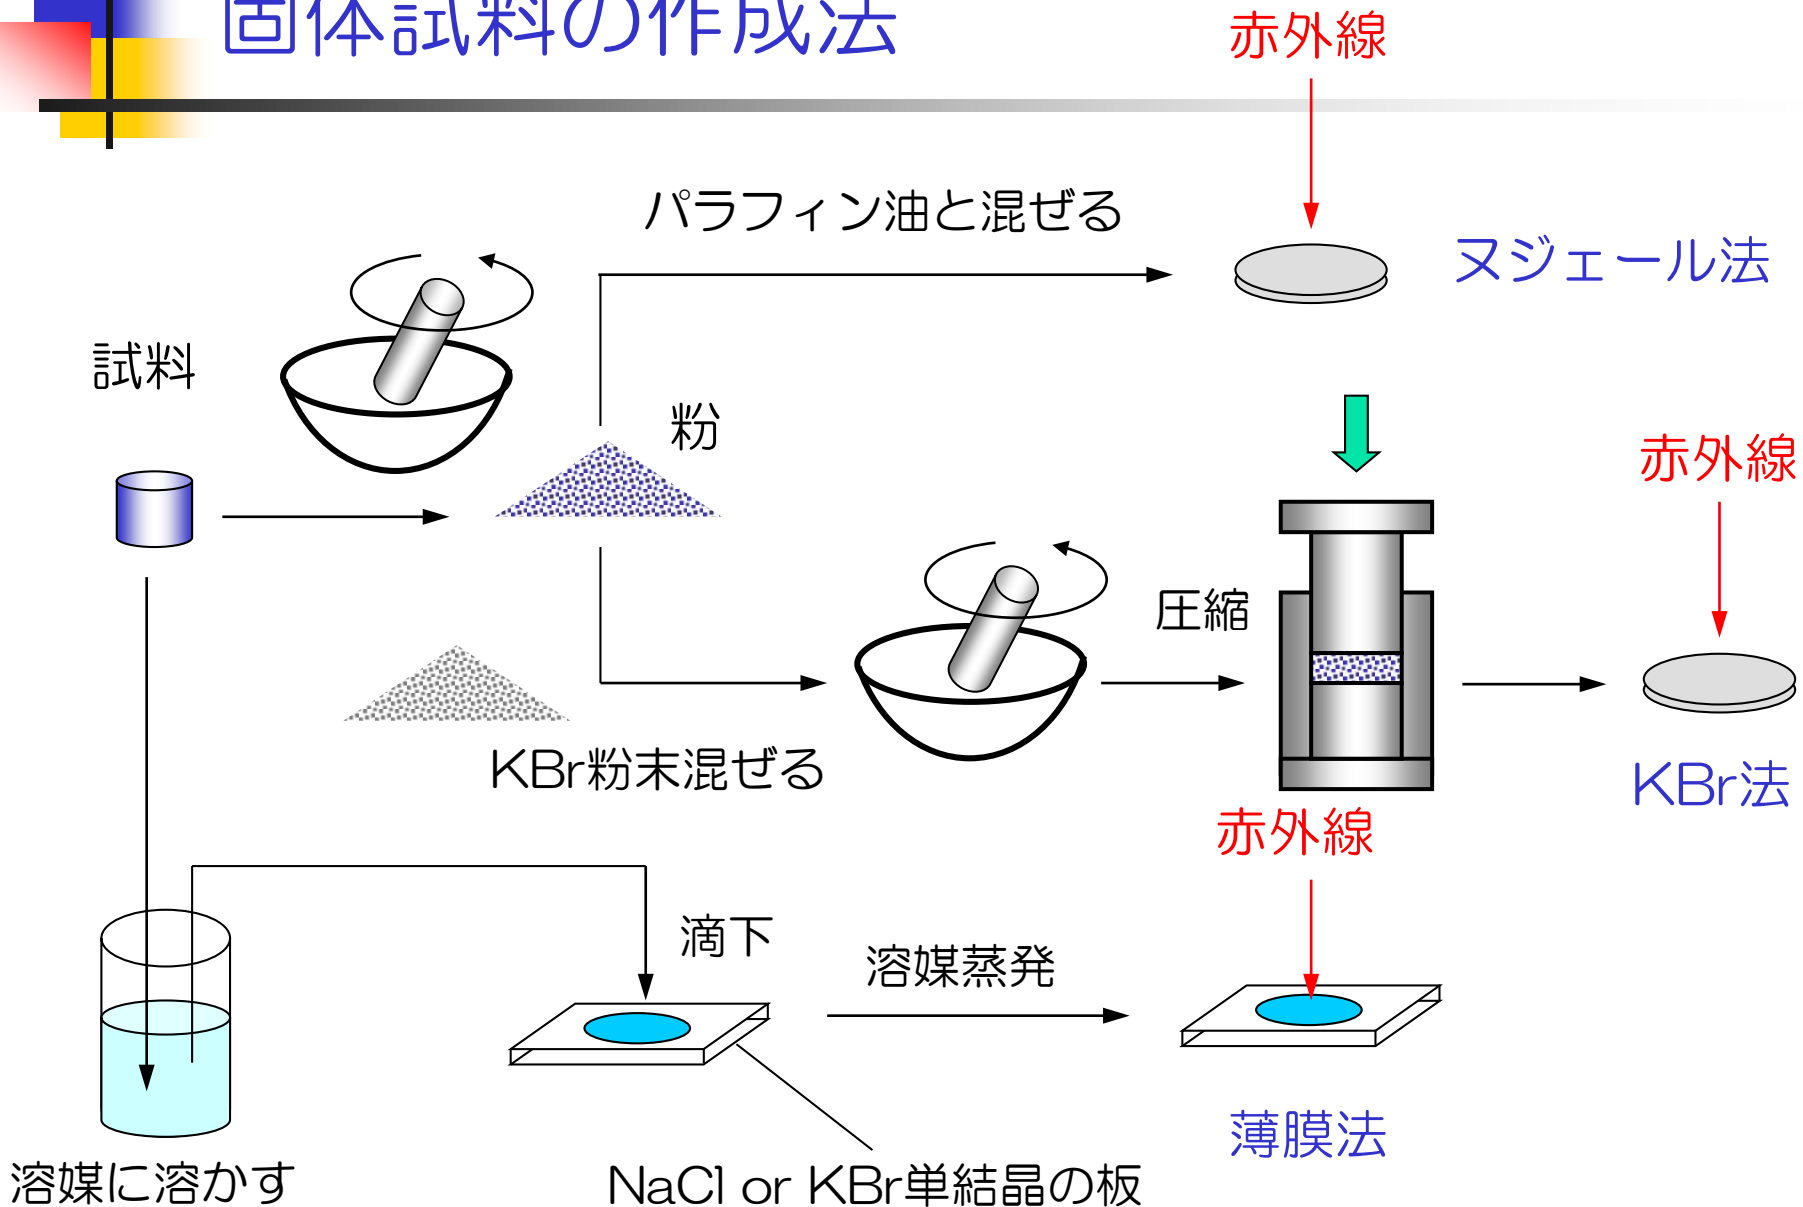 固体試料の作成法
赤外線
パラフィン油と混ぜる
ヌジェール法
試料
粉
赤外線
圧縮
KBr粉末混ぜる
KBr法
赤外線
滴下
溶媒蒸発
薄膜法
溶媒に溶かす
NaCl or KBr単結晶の板